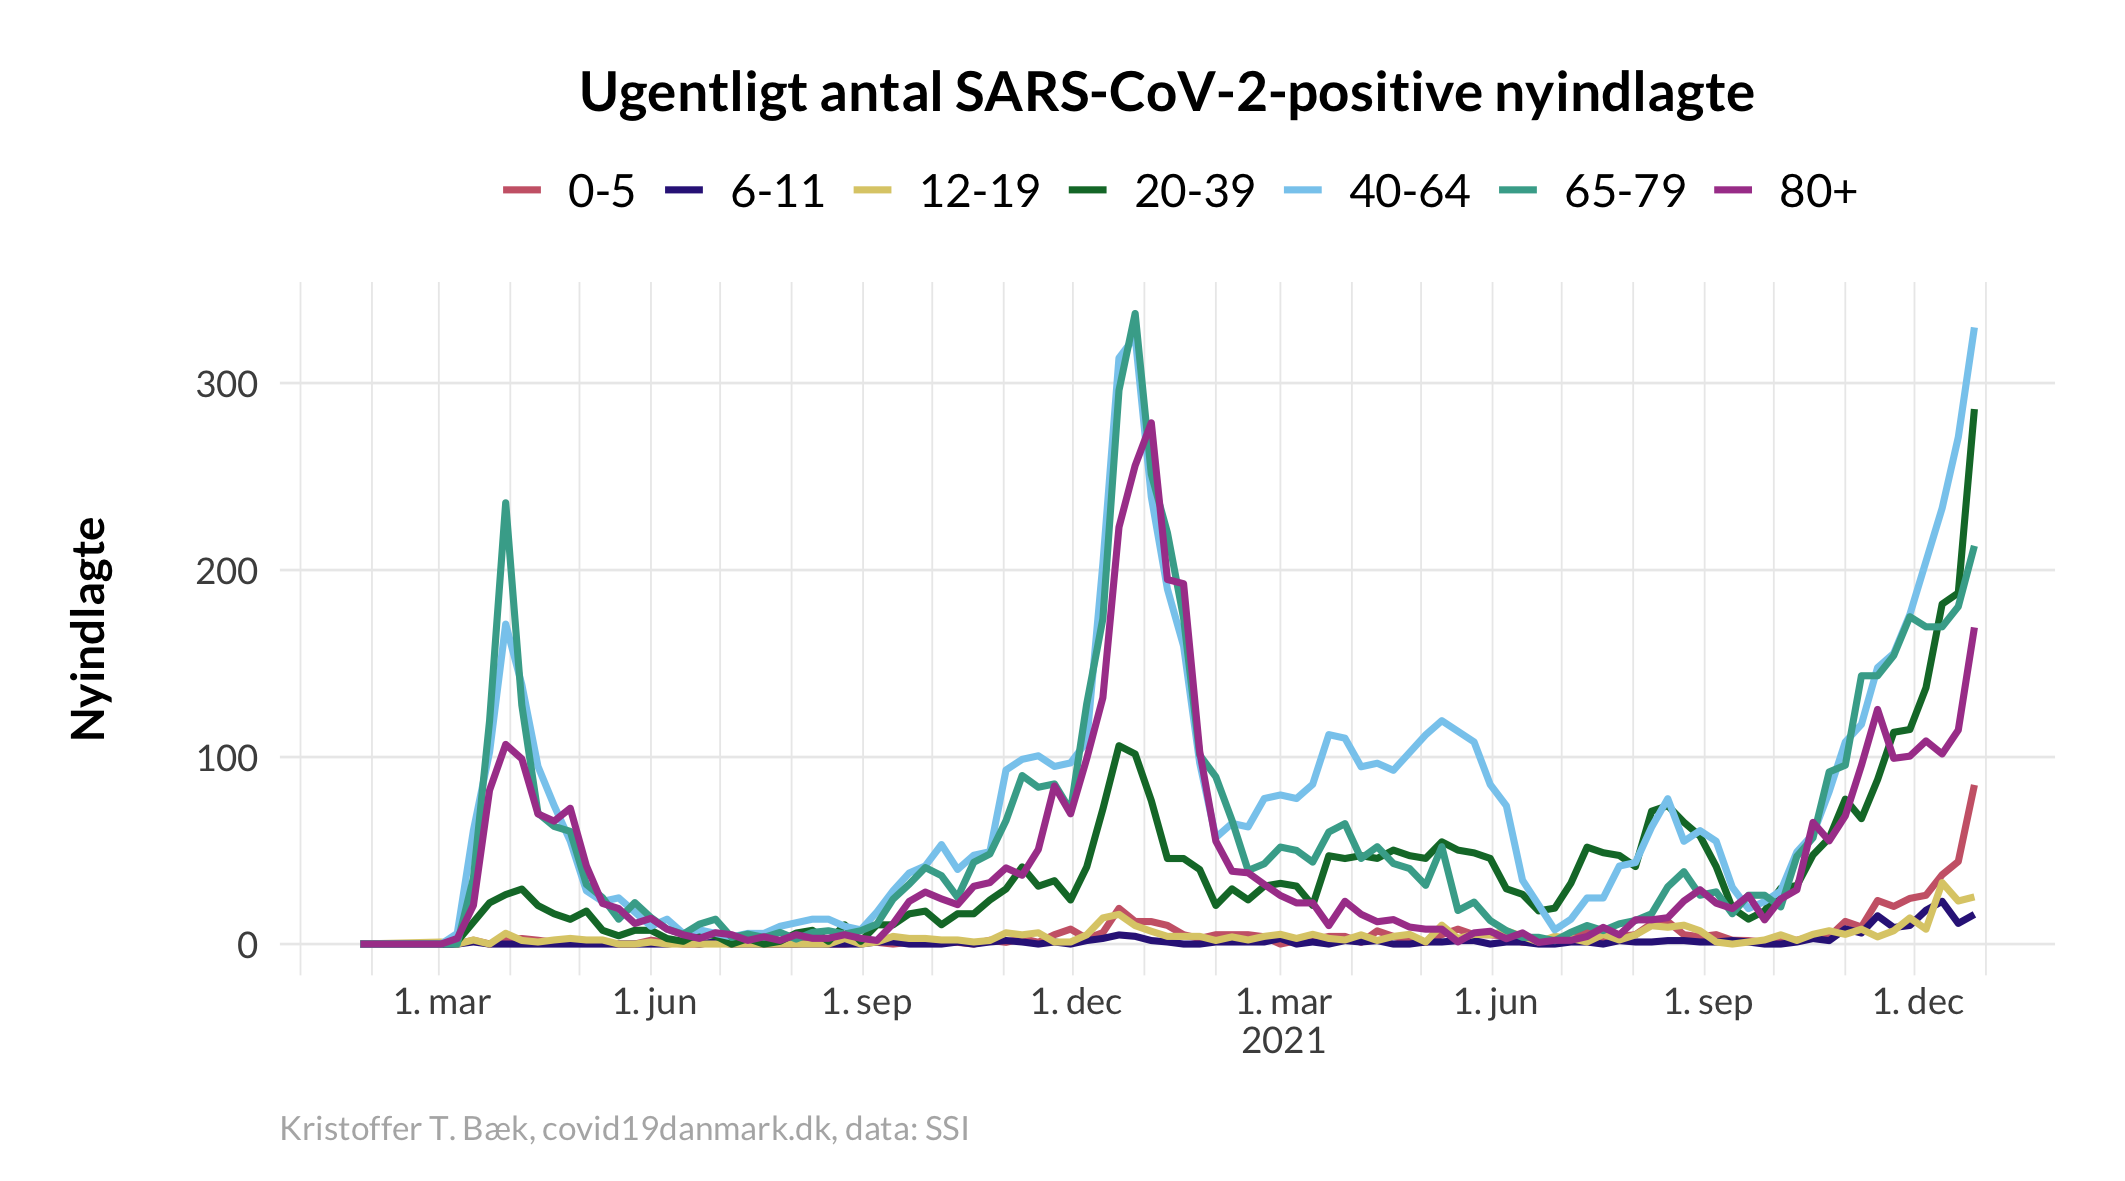 Ugentligt antal SARS-CoV-2-positive nyindlagte
0-5 6-11 12-19 20-39 40-64 65-79 80+
Nyindlagte
300
200
100
0
1. mar 1. jun 1. sep 1. dec 1. mar 1. jun 1. sep 1. dec
2021
Kristoffer T. Bæk, covid19danmark.dk, data: SSI